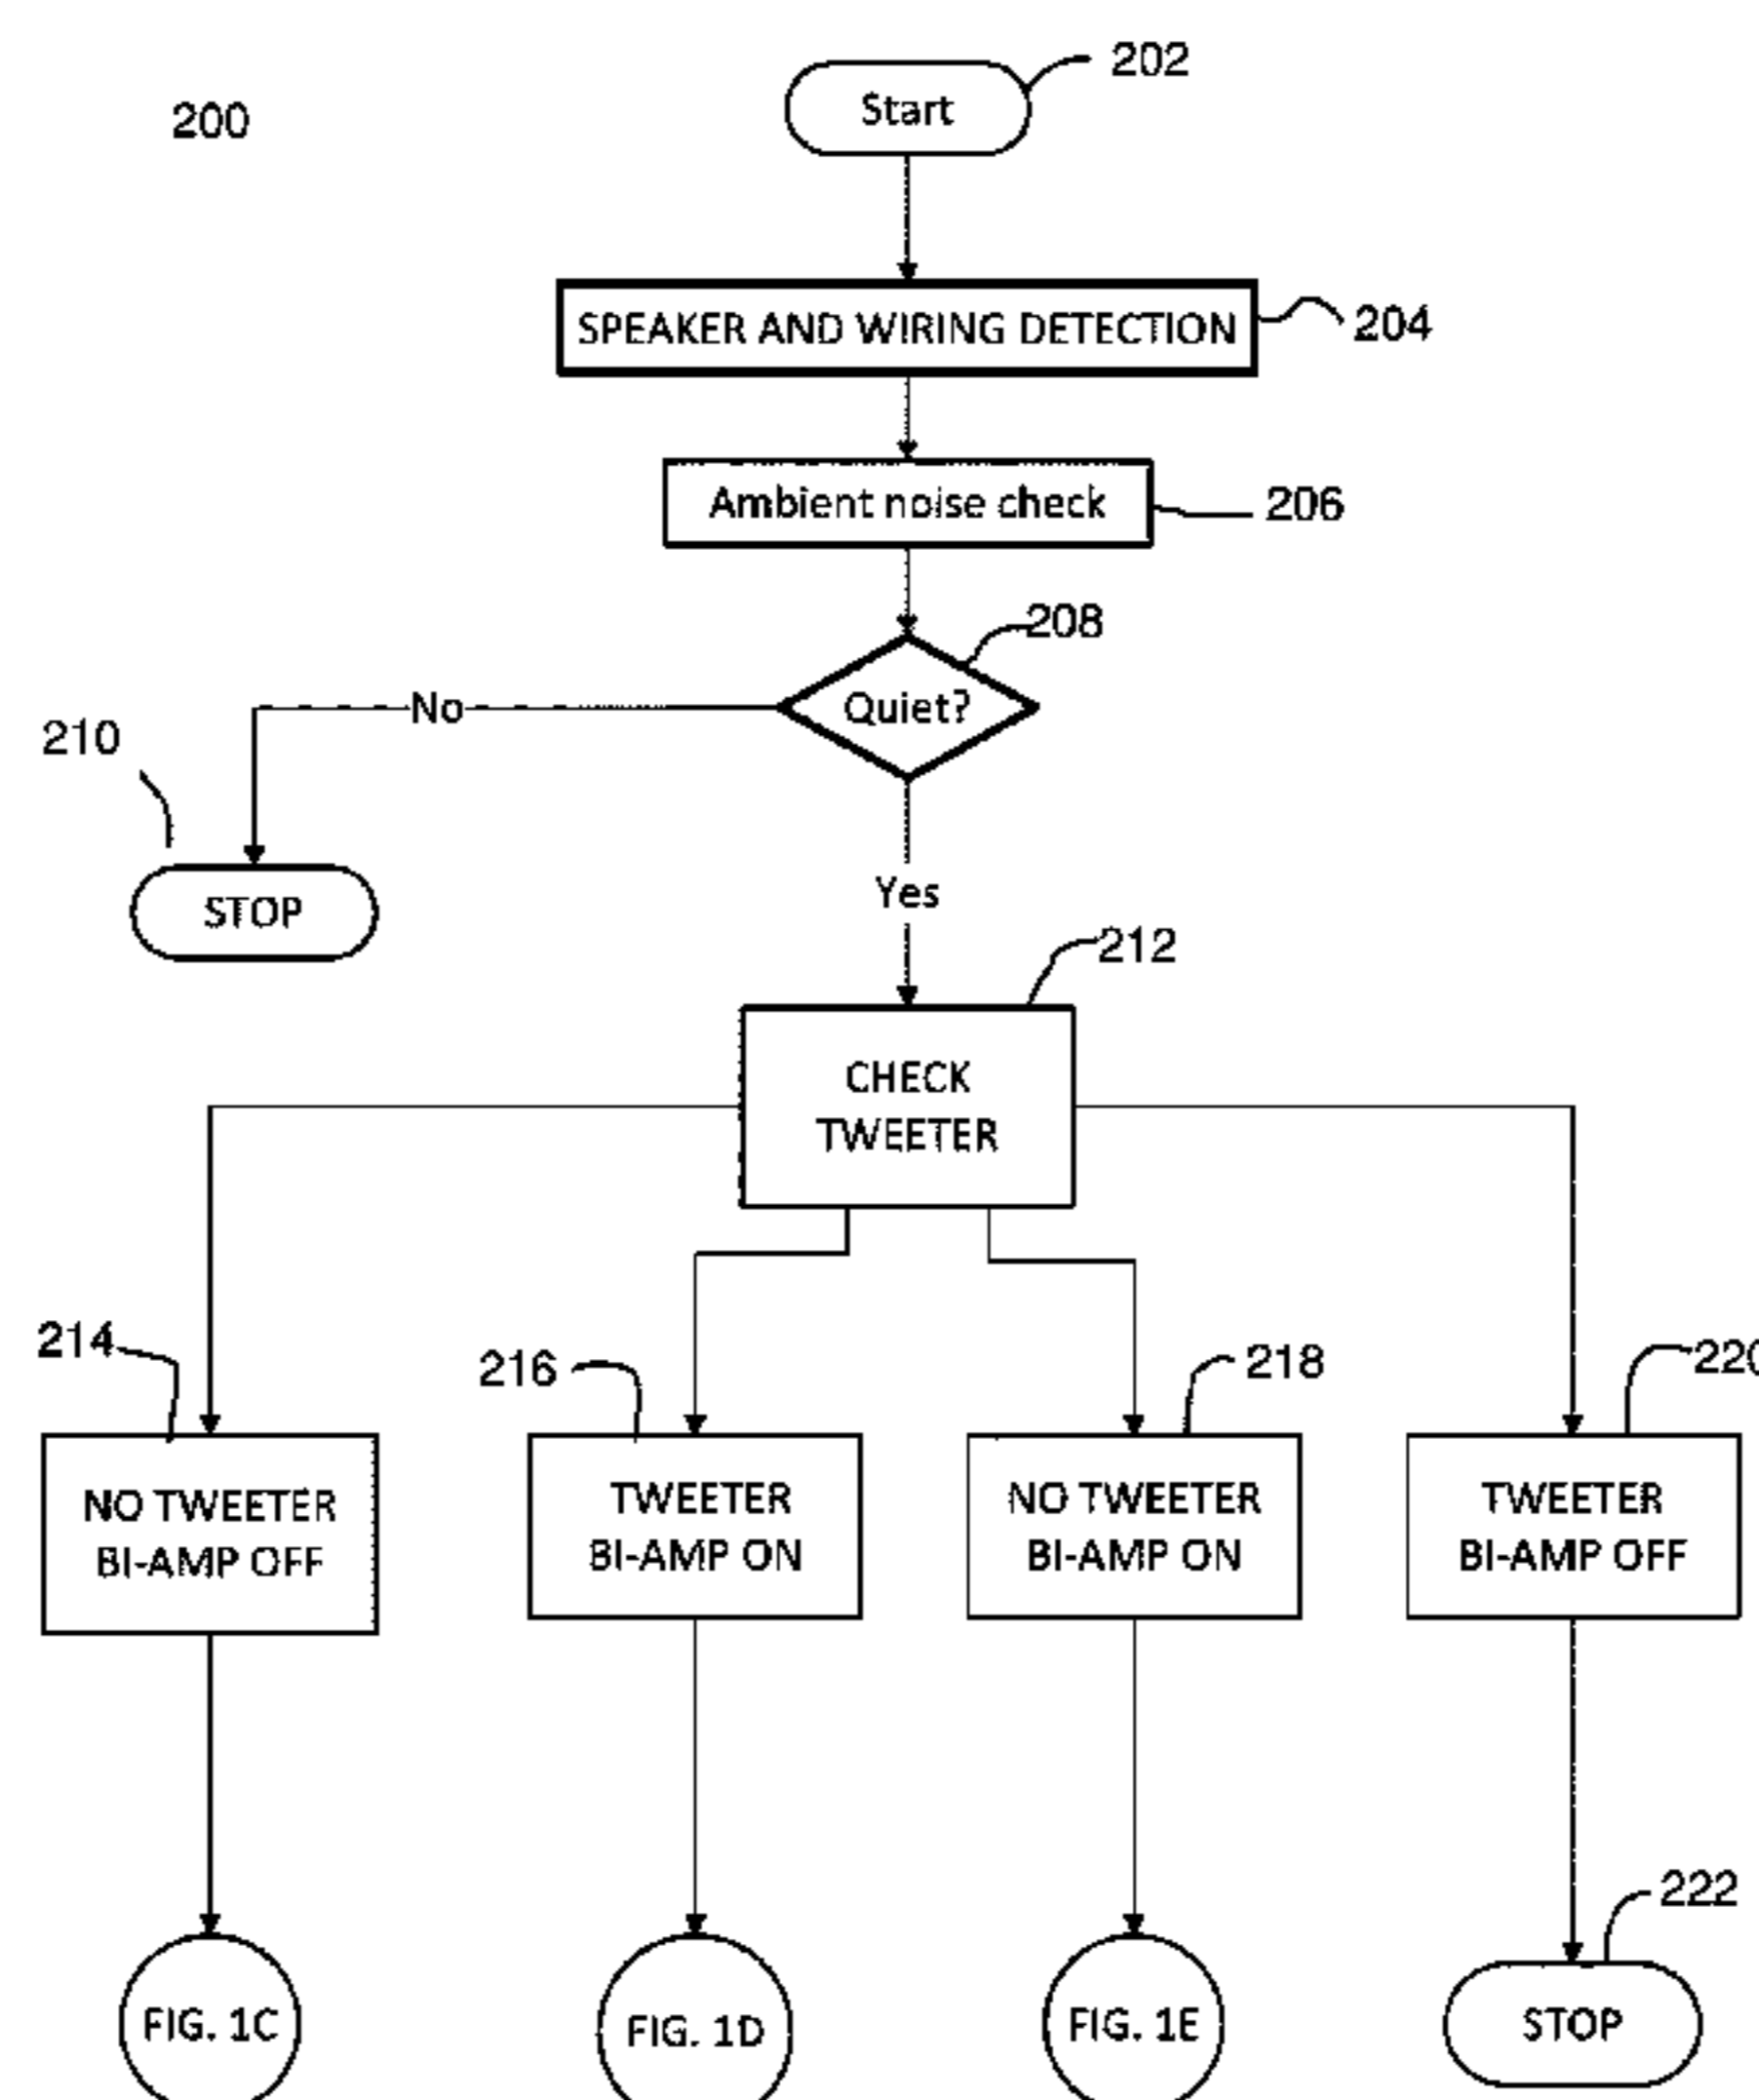 202
200
Start
SPEAKER AND WIRING DETECTION
204
Ambient noise check
206
208
Quiet?
No
210
STOP
Yes
212
CHECK
TWEETER
214
216
218
220
NO TWEETER
BI-AMP OFF
TWEETER
BI-AMP ON
NO TWEETER
BI-AMP ON
TWEETER
BI-AMP OFF
222
FIG. 1C
FIG. 1D
FIG. 1E
STOP